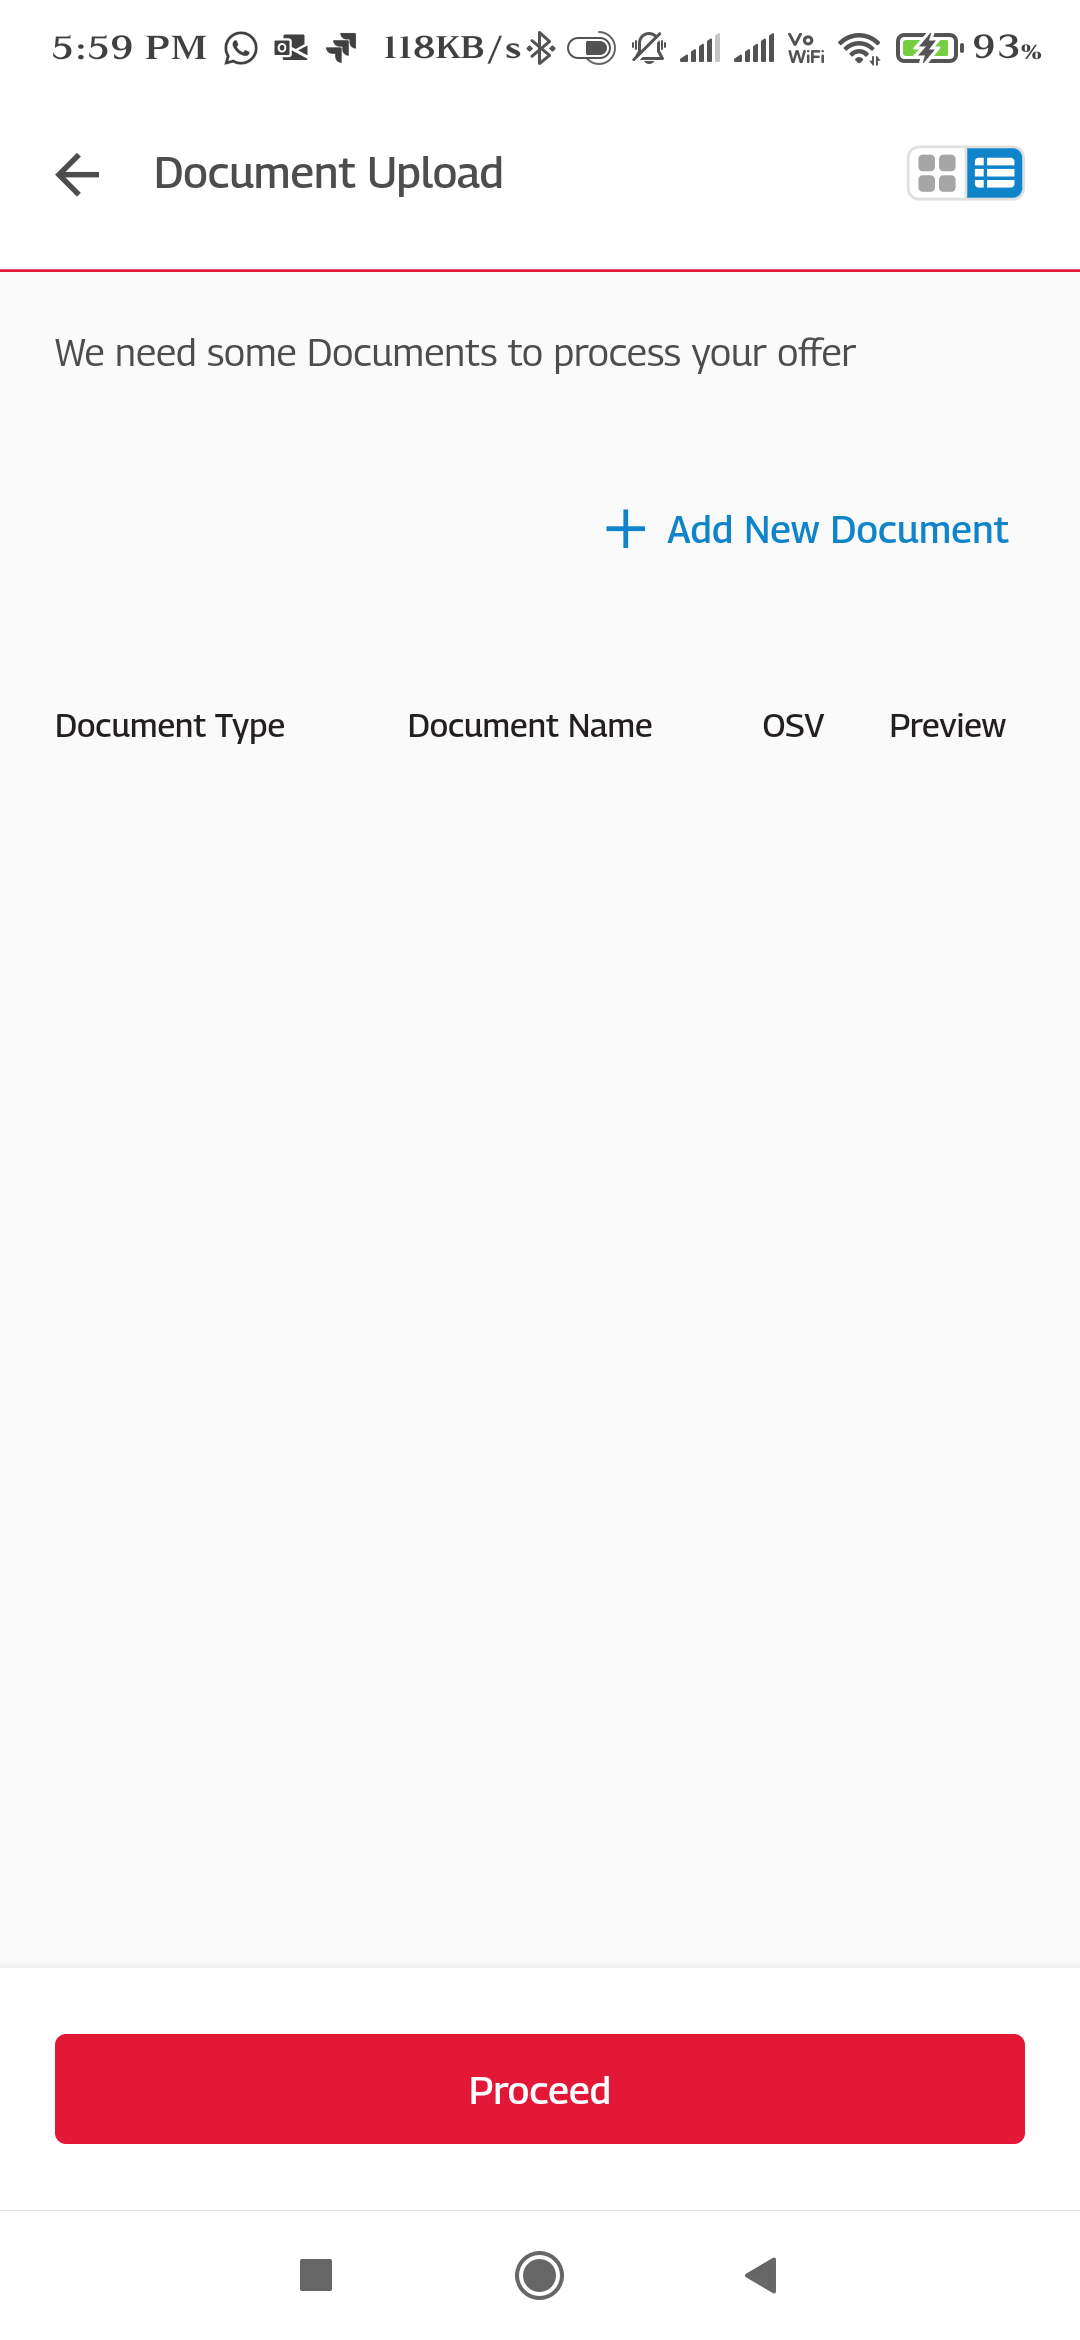 5:59 PM 118KB/s Vo WiFi 93%
Document Upload
We need some Documents to process your offer
Add New Document
Document Type Document Name OSV Preview
Proceed